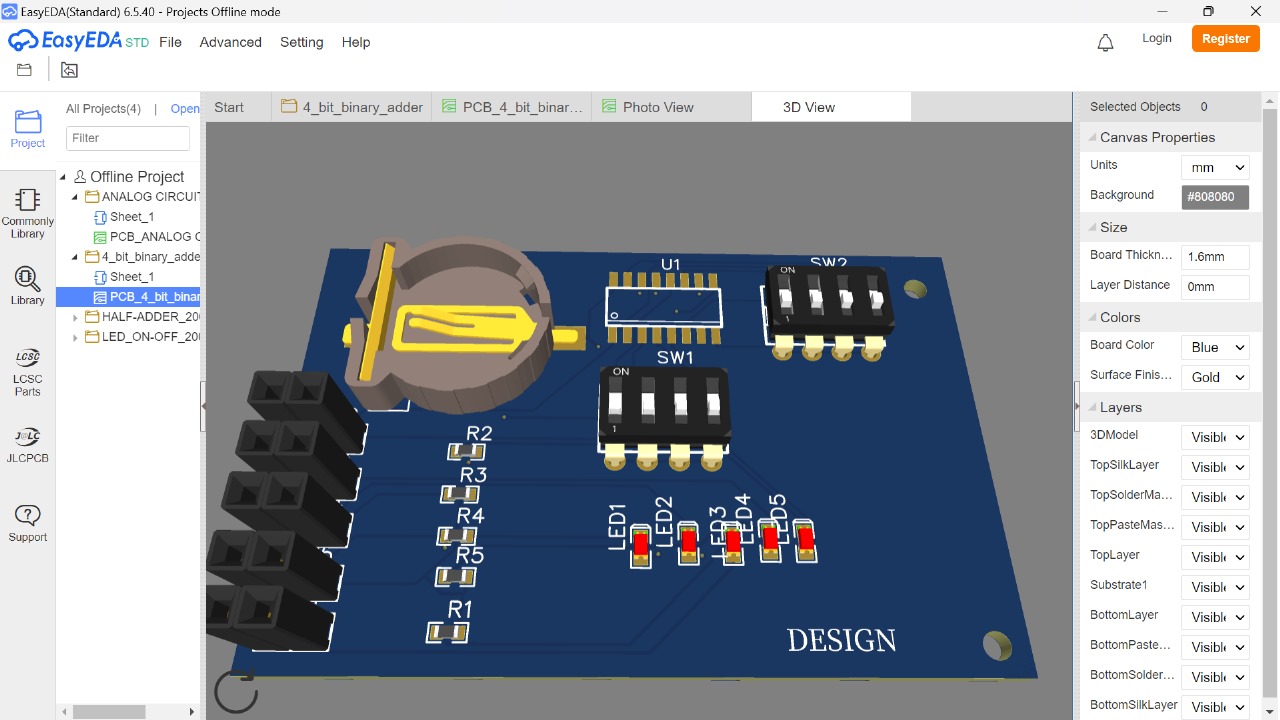 EasyEDA(Standard) 6.5.40 - Projects Offline mode
EasyEDA STD File Advanced Setting Help
Login Register
All Projects(4) | Open
Start 4_bit_binary_adder PCB_4_bit_binar... Photo View 3D View
Filter
Project
Commonly
Library
Library
LCSC
LCSC
Parts
JLC
JLCPCB
Support
Offline Project
ANALOG CIRCUIT
Sheet_1
PCB_ANALOG C
4_bit_binary_adde
Sheet_1
PCB_4_bit_binar
HALF-ADDER_20
LED_ON-OFF_20
U1
SW2
ON
1
SW1
ON
1
R2
R3
R4
R5
R1
LED1
LED2
LED3
LED4
LED5
DESIGN
Selected Objects 0
Canvas Properties
Units mm
Background #808080
Size
Board Thickn... 1.6mm
Layer Distance 0mm
Colors
Board Color Blue
Surface Finis... Gold
Layers
3DModel Visible
TopSilkLayer Visible
TopSolderMa... Visible
TopPasteMas... Visible
TopLayer Visible
Substrate1 Visible
BottomLayer Visible
BottomPaste... Visible
BottomSolder... Visible
BottomSilkLayer Visible